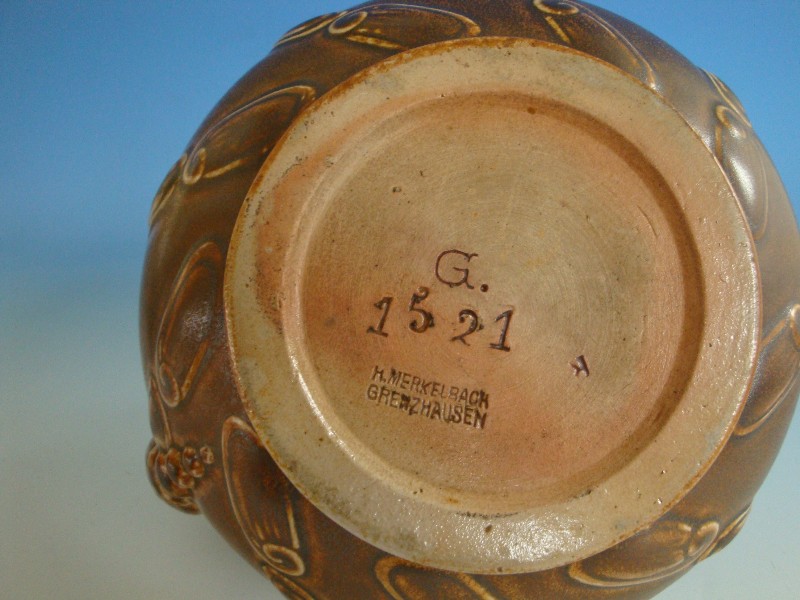 G.
1521
A
H. MERKELBACH
GRENZHAUSEN